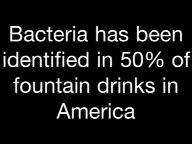 Bacteria has been
identified in 50% of
fountain drinks in
America